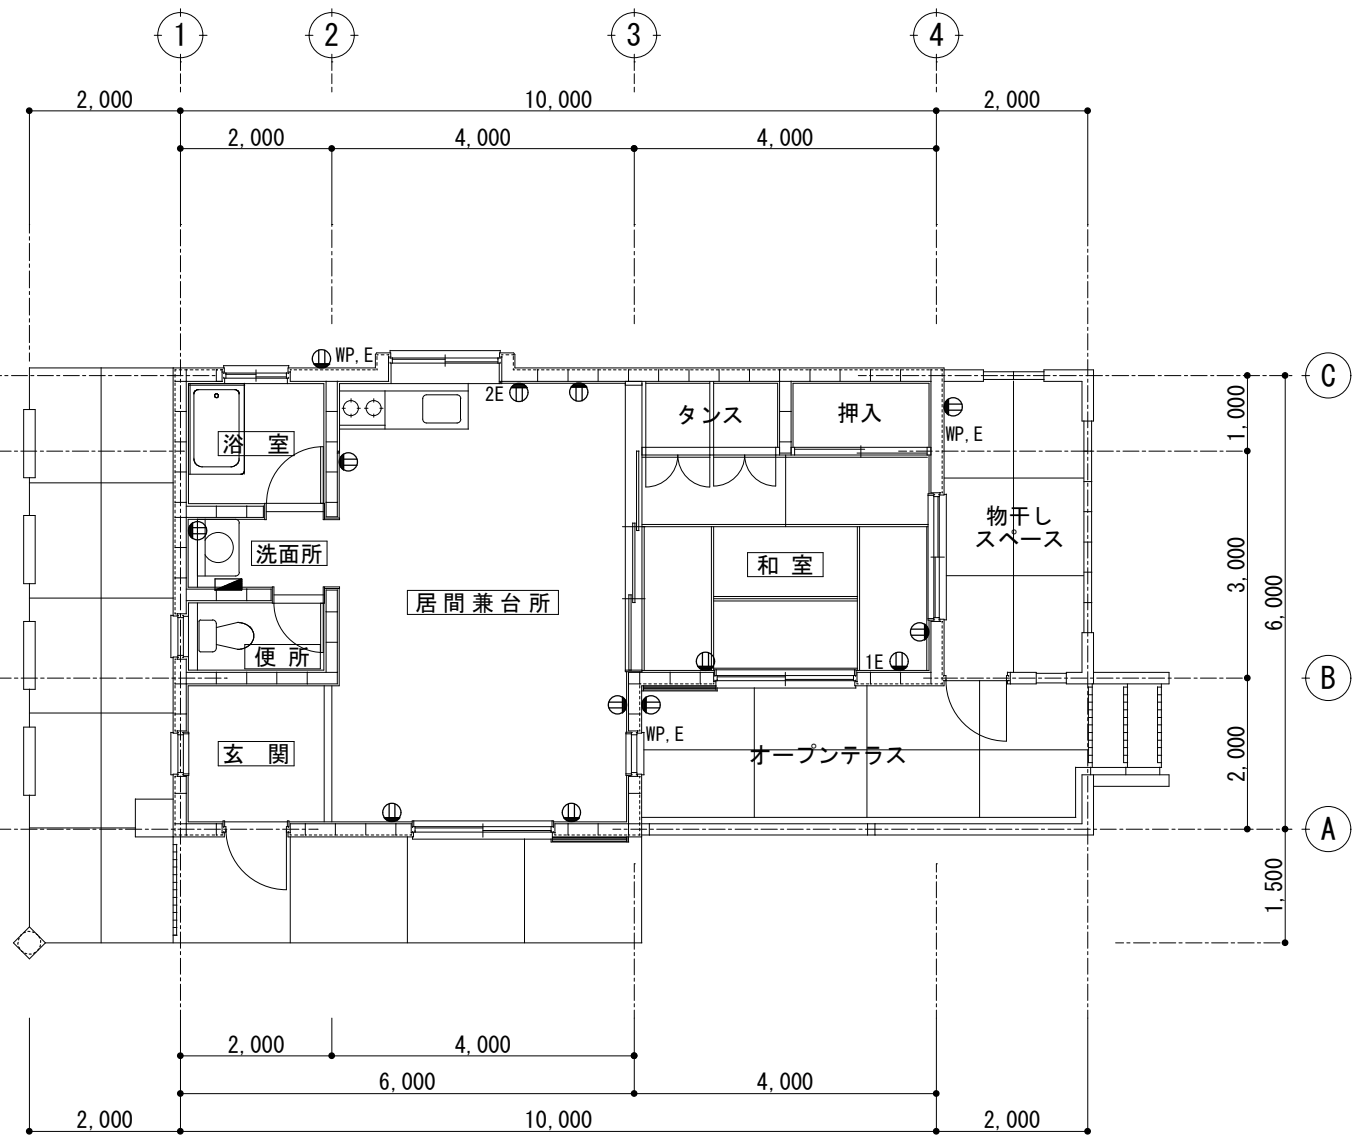 1 2 3 4
2,000 10,000 2,000
2,000 4,000 4,000
WP,E
C
2E
タンス 押入
1,000
浴室
WP,E
物干し
スペース
洗面所
和室
3,000
6,000
居間兼台所
便所
1E
B
WP,E
玄関
オープンテラス
2,000
A
1,500
2,000 4,000
6,000 4,000
2,000 10,000 2,000